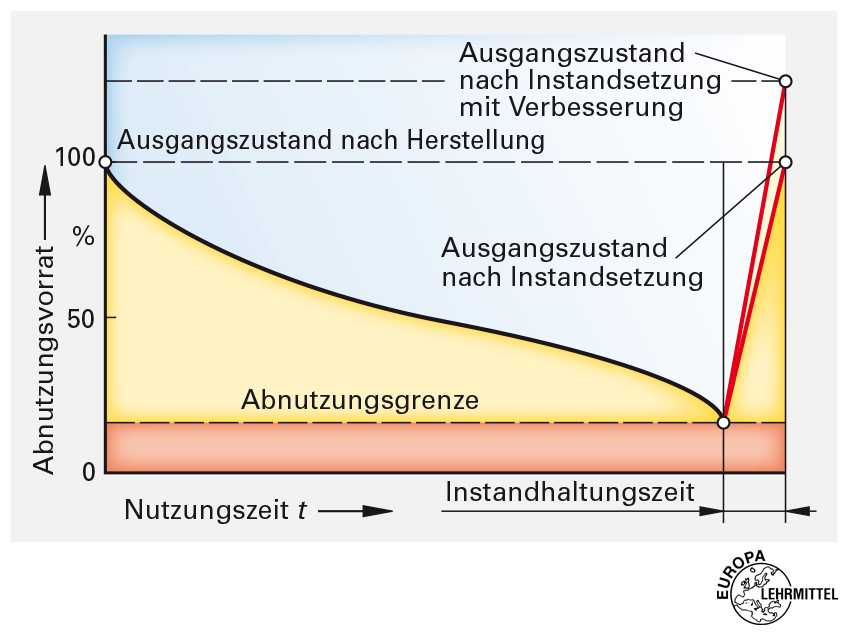 Ausgangszustand
nach Instandsetzung
mit Verbesserung
Ausgangszustand nach Herstellung
100
%
Ausgangszustand
nach Instandsetzung
50
Abnutzungsvorrat
Abnutzungsgrenze
0
Instandhaltungszeit
Nutzungszeit t
EUROPA
LEHRMITTEL